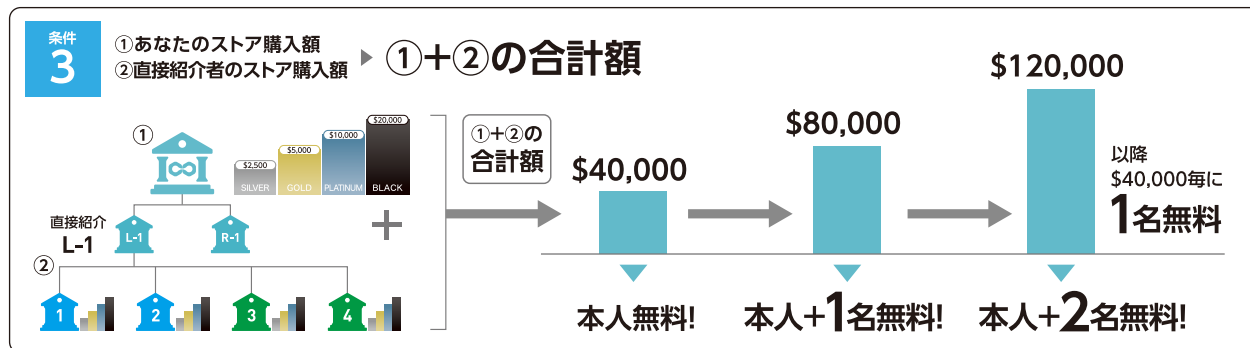 条件
3
①あなたのストア購入額
②直接紹介者のストア購入額
①+②の合計額
①
$2,500
SILVER
$5,000
GOLD
$10,000
PLATINUM
$20,000
BLACK
直接紹介
L-1
L-1
R-1
+
②
1
2
3
4
①+②の
合計額
$40,000
本人無料!
$80,000
本人+1名無料!
$120,000
本人+2名無料!
以降
$40,000毎に
1名無料